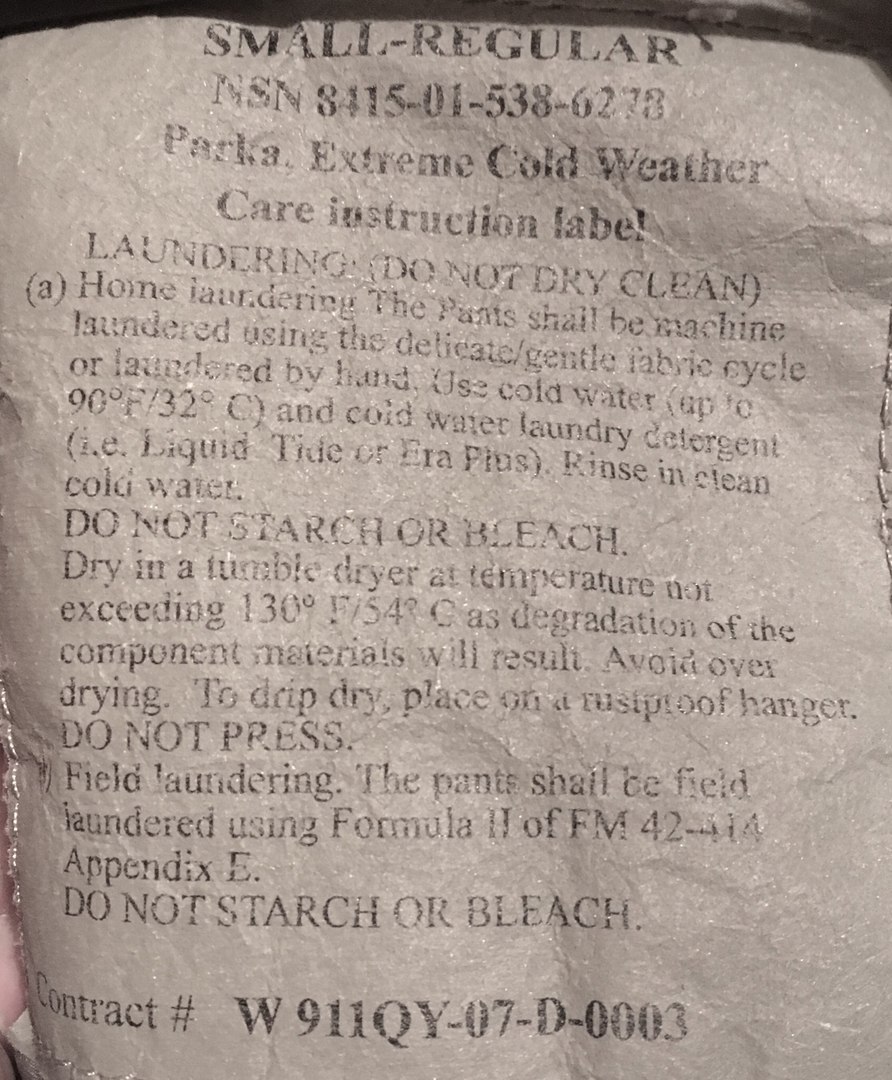 SMALL-REGULAR
NSN 8415-01-538-6278
Parka, Extreme Cold Weather
Care instruction label
LAUNDERING: (DO NOT DRY CLEAN)
(a) Home laundering The Pants shall be machine
laundered using the delicate/gentle fabric cycle
or laundered by hand. Use cold water (up to
90°F/32° C) and cold water laundry detergent
(i.e. Liquid Tide or Era Plus). Rinse in clean
cold water.
DO NOT STARCH OR BLEACH.
Dry in a tumble dryer at temperature not
exceeding 130° F/54° C as degradation of the
component materials will result. Avoid over
drying. To drip dry, place on a rustproof hanger.
DO NOT PRESS.
Field laundering. The pants shall be field
laundered using Formula II of FM 42-414
Appendix E.
DO NOT STARCH OR BLEACH.
Contract # W 911QY-07-D-0003